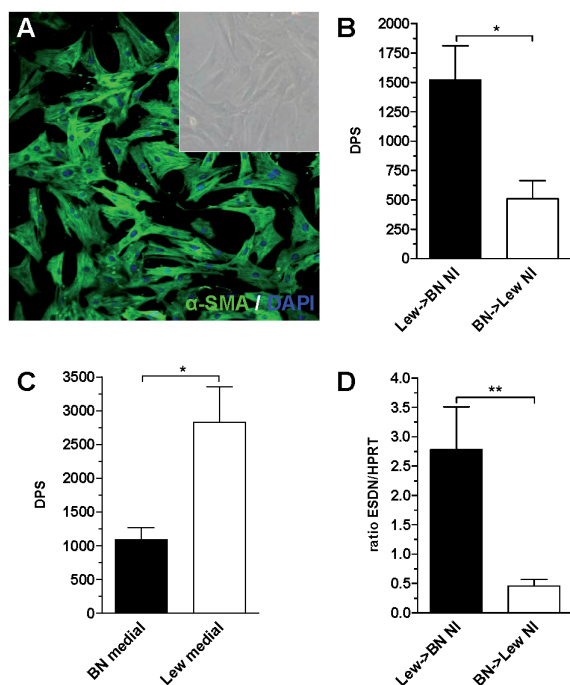 A
α-SMA / DAPI
B
*
DPS
2000
1750
1500
1250
1000
750
500
250
0
Lew->BN NI
BN->Lew NI
C
*
DPS
3500
3000
2500
2000
1500
1000
500
0
BN medial
Lew medial
D
**
ratio ESDN/HPRT
4.0
3.5
3.0
2.5
2.0
1.5
1.0
0.5
0.0
Lew->BN NI
BN->Lew NI